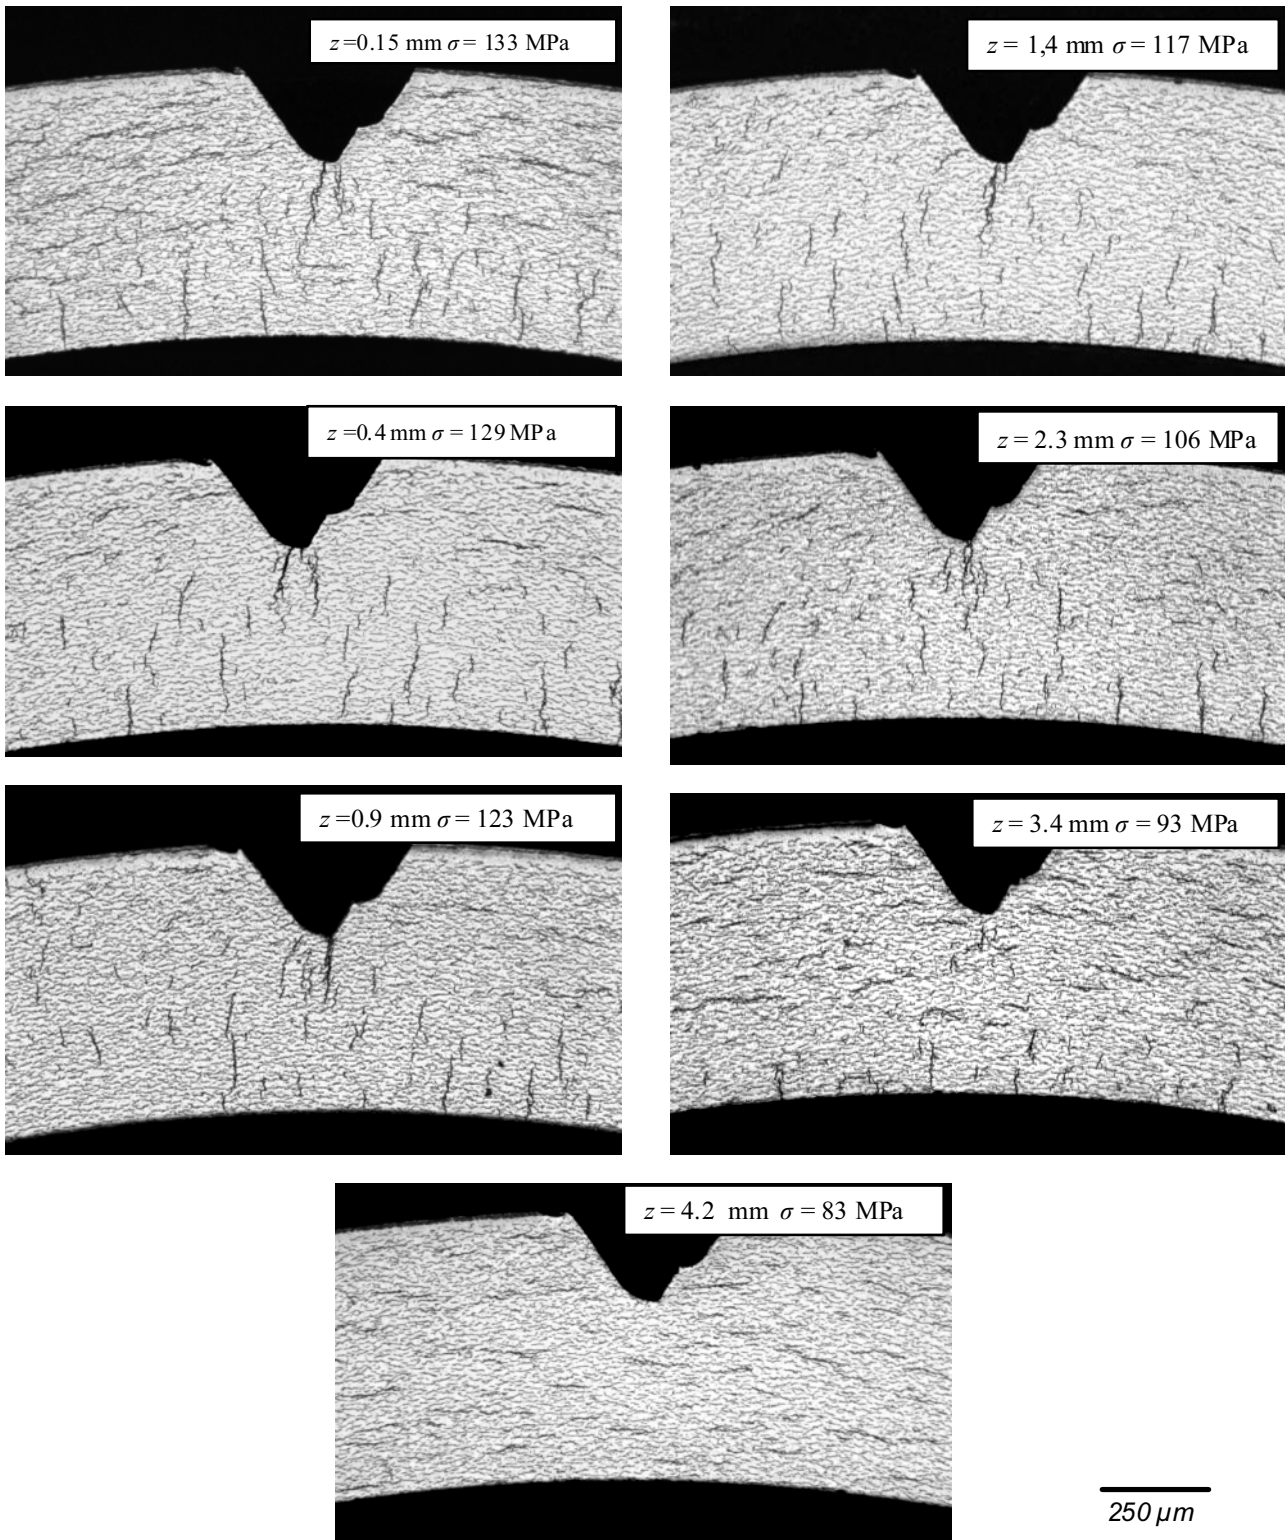 z =0.15 mm σ = 133 MPa
z = 1,4 mm σ = 117 MPa
z =0.4 mm σ = 129 MPa
z = 2.3 mm σ = 106 MPa
z =0.9 mm σ = 123 MPa
z = 3.4 mm σ = 93 MPa
z = 4.2 mm σ = 83 MPa
250 µm